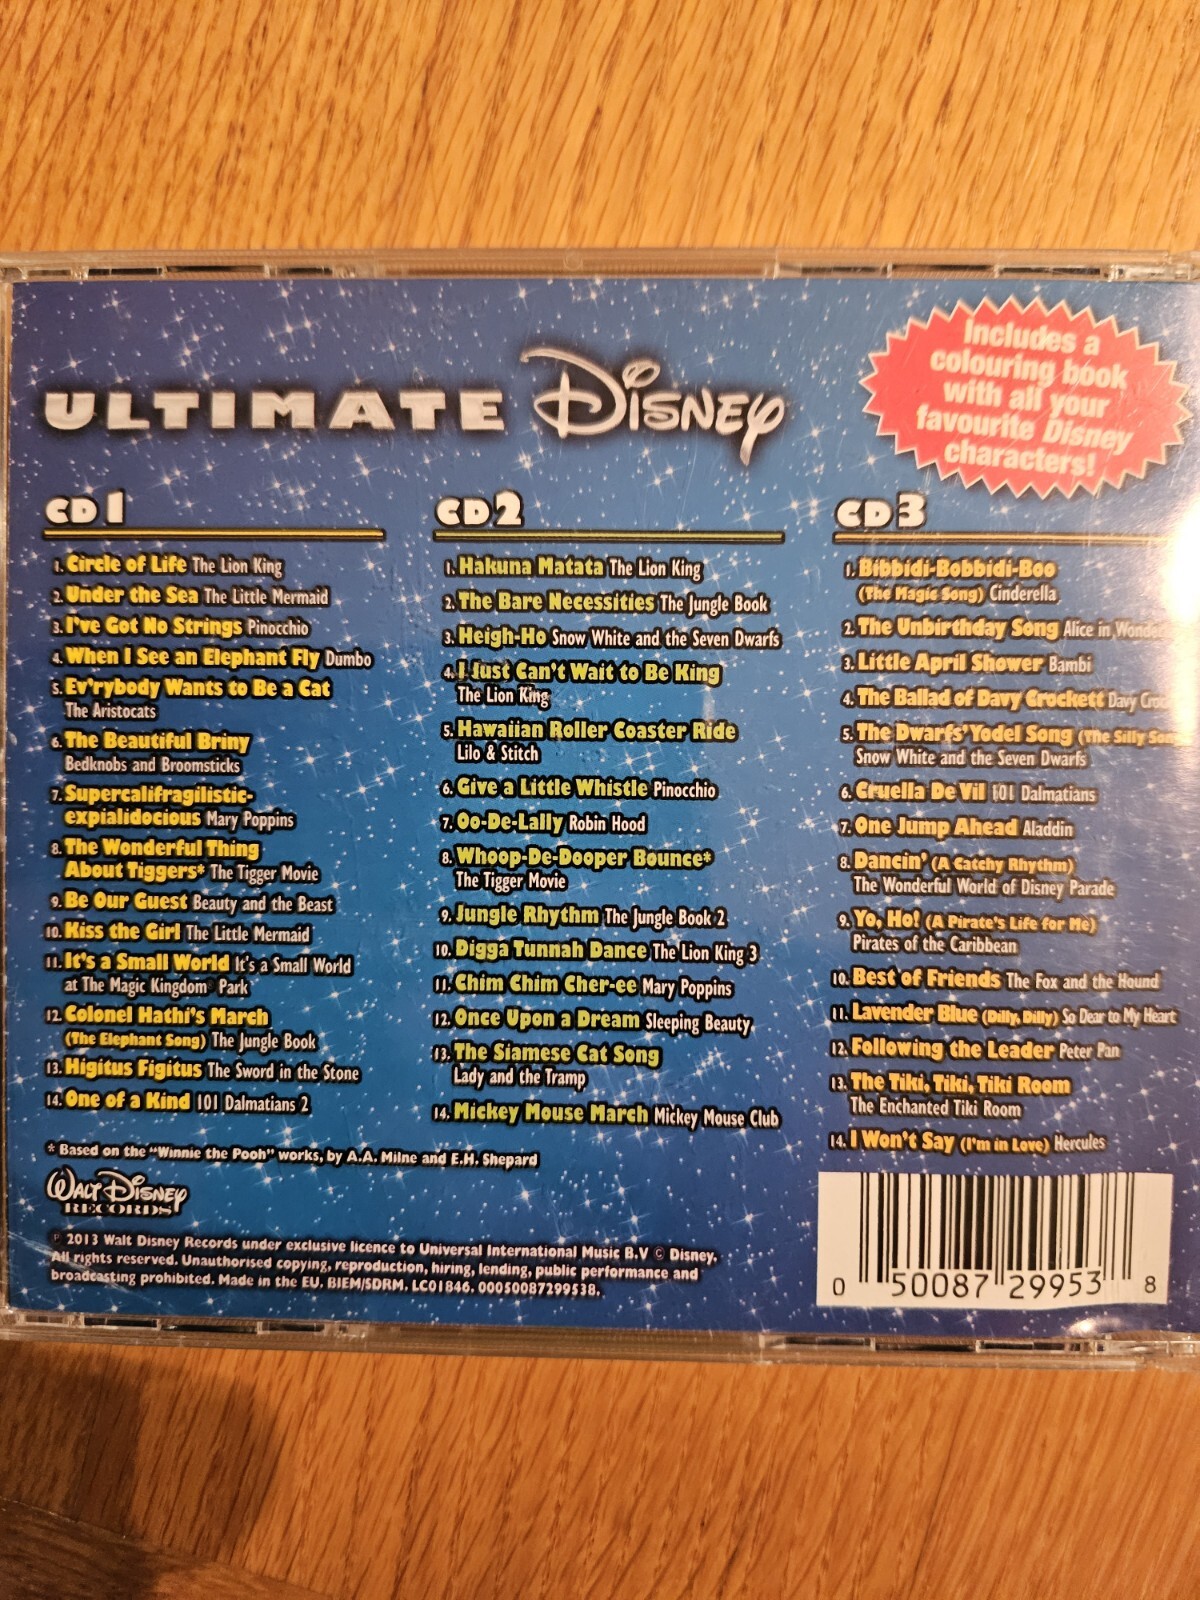 Includes a
colouring book
with all your
favourite Disney
characters!
ULTIMATE Disney
CD 1
1. Circle of Life The Lion King
2. Under the Sea The Little Mermaid
3. I've Got No Strings Pinocchio
4. When I See an Elephant Fly Dumbo
5. Ev'rybody Wants to Be a Cat
The Aristocats
6. The Beautiful Briny
Bedknobs and Broomsticks
7. Supercalifragilistic-
expialidocious Mary Poppins
8. The Wonderful Thing
About Tiggers* The Tigger Movie
9. Be Our Guest Beauty and the Beast
10. Kiss the Girl The Little Mermaid
11. It's a Small World It's a Small World
at The Magic Kingdom Park
12. Colonel Hathi's March
(The Elephant Song) The Jungle Book
13. Higitus Figitus The Sword in the Stone
14. One of a Kind 101 Dalmatians 2
CD 2
1. Hakuna Matata The Lion King
2. The Bare Necessities The Jungle Book
3. Heigh-Ho Snow White and the Seven Dwarfs
4. I Just Can't Wait to Be King
The Lion King
5. Hawaiian Roller Coaster Ride
Lilo & Stitch
6. Give a Little Whistle Pinocchio
7. Oo-De-Lally Robin Hood
8. Whoop-De-Dooper Bounce*
The Tigger Movie
9. Jungle Rhythm The Jungle Book 2
10. Digga Tunnah Dance The Lion King 3
11. Chim Chim Cher-ee Mary Poppins
12. Once Upon a Dream Sleeping Beauty
13. The Siamese Cat Song
Lady and the Tramp
14. Mickey Mouse March Mickey Mouse Club
CD 3
1. Bibbidi-Bobbidi-Boo
(The Magic Song) Cinderella
2. The Unbirthday Song Alice in
3. Little April Shower Bambi
4. The Ballad of Davy Crockett Davy
5. The Dwarfs' Yodel Song (The Silly
Snow White and the Seven Dwarfs
6. Cruella De Vil 101 Dalmatians
7. One Jump Ahead Aladdin
8. Dancin' (A Catchy Rhythm)
The Wonderful World of Disney Parade
9. Yo, Ho! (A Pirate's Life for Me)
Pirates of the Caribbean
10. Best of Friends The Fox and the Hound
11. Lavender Blue (Dilly, Dilly) So Dear to My Heart
12. Following the Leader Peter Pan
13. The Tiki, Tiki, Tiki Room
The Enchanted Tiki Room
14. I Won't Say (I'm in Love) Hercules
* Based on the "Winnie the Pooh" works, by A.A. Milne and E.H. Shepard
WALT DISNEY
RECORDS
℗ 2013 Walt Disney Records under exclusive licence to Universal International Music B.V © Disney.
All rights reserved. Unauthorised copying, reproduction, hiring, lending, public performance and
broadcasting prohibited. Made in the EU. BIEM/SDRM. LC01846. 00050087299538.
0 50087 29953 8